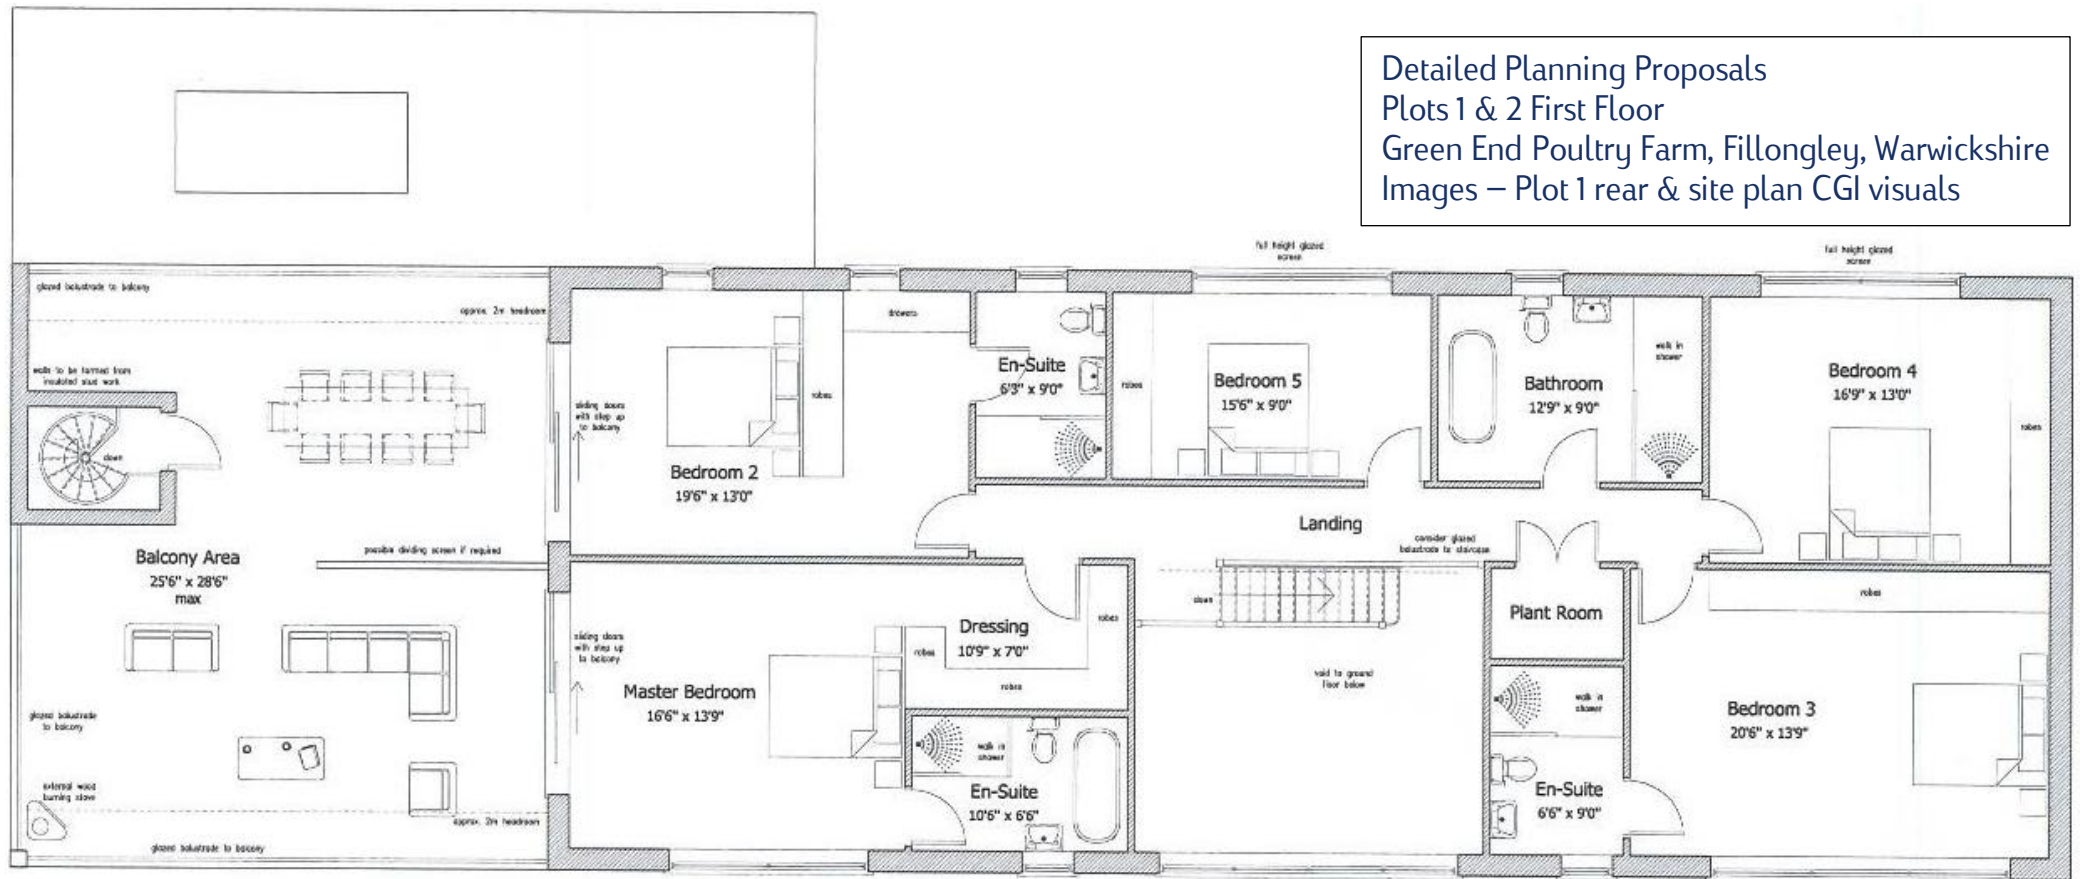 Detailed Planning Proposals
Plots 1 & 2 First Floor
Green End Poultry Farm, Fillongley, Warwickshire
Images – Plot 1 rear & site plan CGI visuals
full height glazed
screen
full height glazed
screen
glazed balustrade to balcony
approx. 2m headroom
walls to be formed from
insulated stud work
down
sliding doors
with step up
to balcony
Bedroom 2
19'6" x 13'0"
robes
drawers
En-Suite
6'3" x 9'0"
robes
Bedroom 5
15'6" x 9'0"
Bathroom
12'9" x 9'0"
walk in
shower
Bedroom 4
16'9" x 13'0"
robes
Balcony Area
25'6" x 28'6"
max
possible dividing screen if required
Landing
consider glazed
balustrade to staircase
down
void to ground
floor below
Plant Room
robes
sliding doors
with step up
to balcony
Master Bedroom
16'6" x 13'9"
Dressing
10'9" x 7'0"
robes
robes
robes
walk in
shower
En-Suite
10'6" x 6'6"
walk in
shower
En-Suite
6'6" x 9'0"
Bedroom 3
20'6" x 13'9"
glazed balustrade
to balcony
external wood
burning stove
approx. 2m headroom
glazed balustrade to balcony